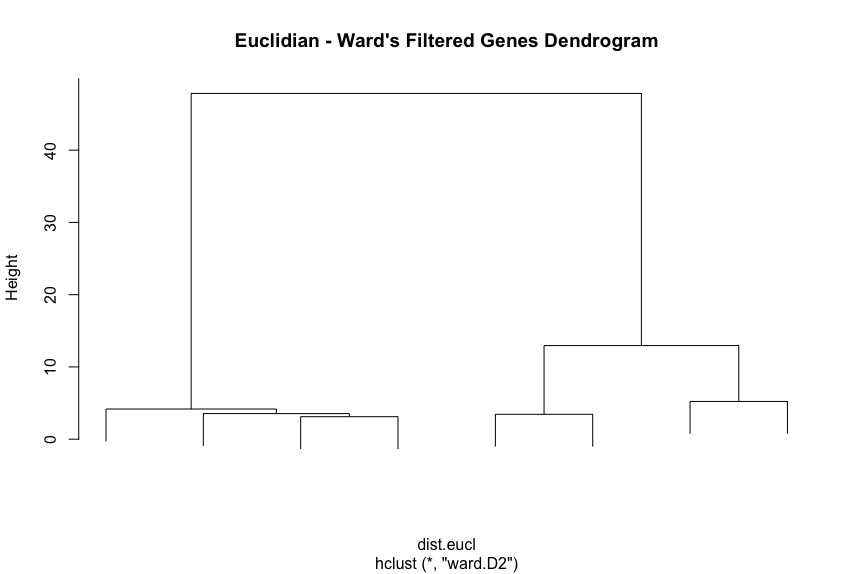 Euclidian - Ward's Filtered Genes Dendrogram
Height
40
30
20
10
0
dist.eucl
hclust (*, "ward.D2")